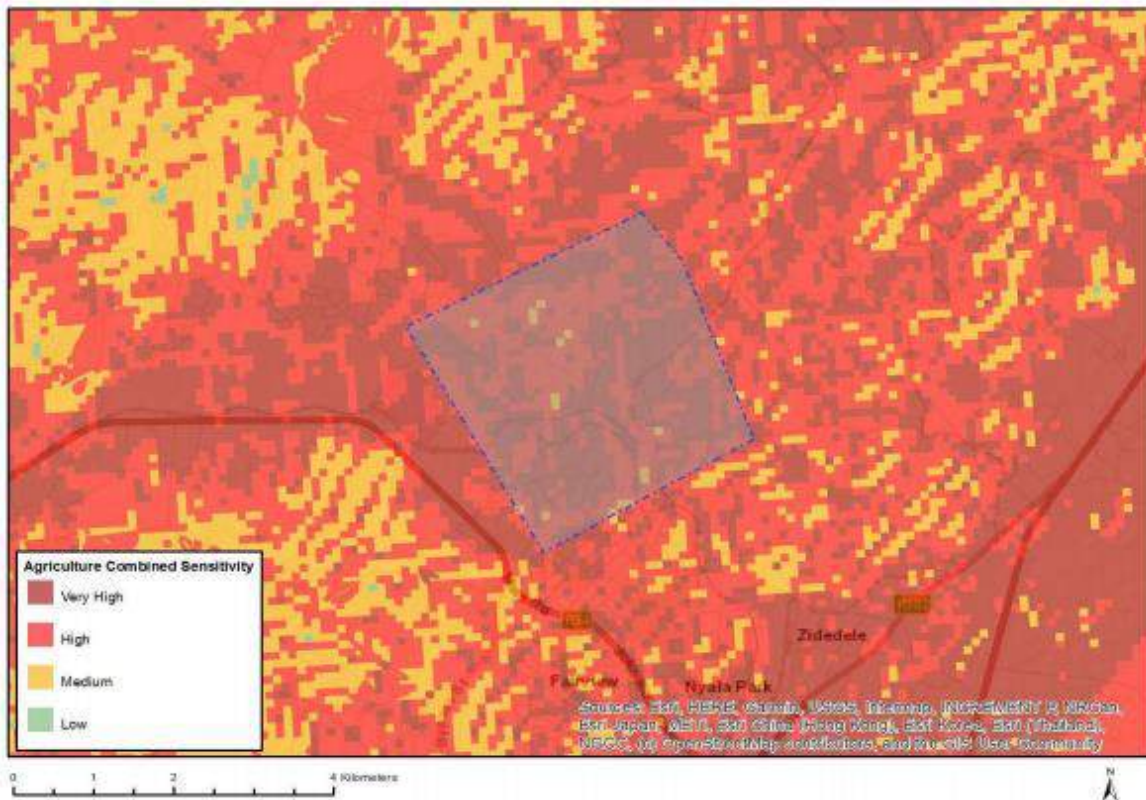 Agriculture Combined Sensitivity
Very High
High
Medium
Low
Zidedele
Fairview
Nyala Park
Sources: Esri, HERE, Garmin, USGS, Intermap, INCREMENT P, NRCan,
Esri Japan, METI, Esri China (Hong Kong), Esri Korea, Esri (Thailand),
NGCC, (c) OpenStreetMap contributors, and the GIS User Community
0 1 2 4 Kilometers
N